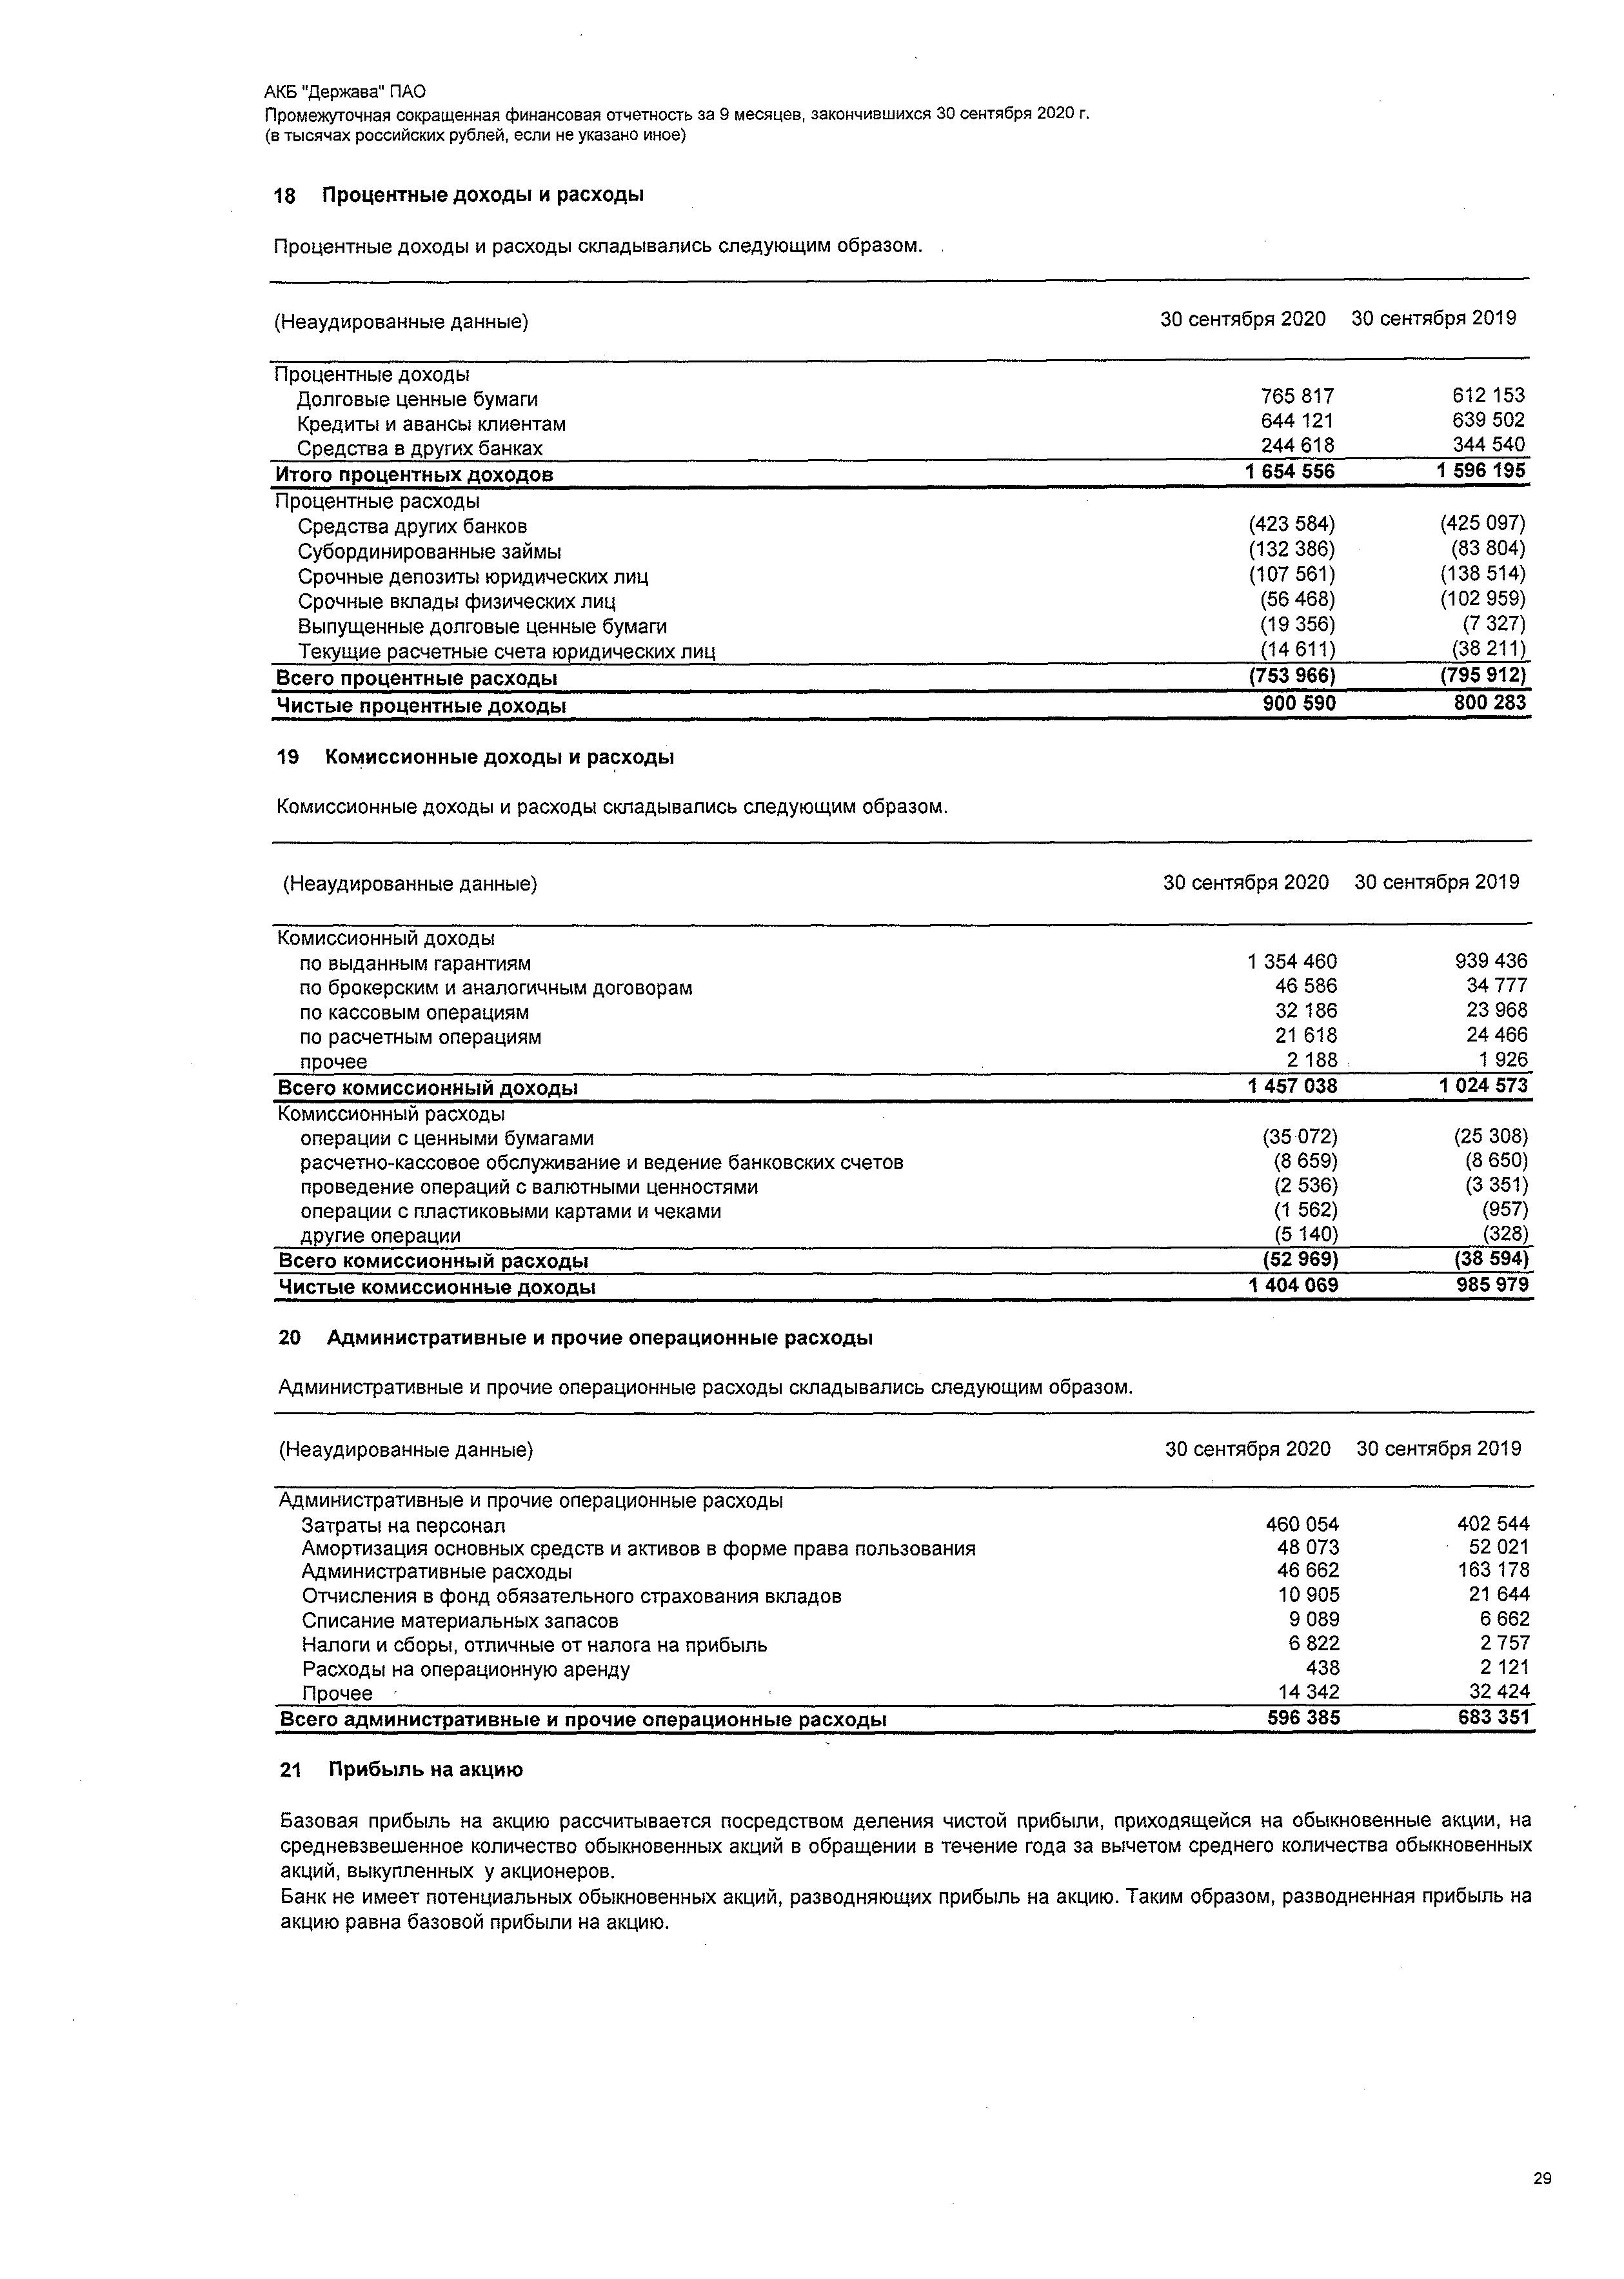 АКБ "Держава" ПАО
Промежуточная сокращенная финансовая отчетность за 9 месяцев, закончившихся 30 сентября 2020 г.
(в тысячах российских рублей, если не указано иное)
18 Процентные доходы и расходы
Процентные доходы и расходы складывались следующим образом.
(Неаудированные данные) 30 сентября 2020 30 сентября 2019
Процентные доходы
Долговые ценные бумаги 765 817 612 153
Кредиты и авансы клиентам 644 121 639 502
Средства в других банках 244 618 344 540
Итого процентных доходов 1 654 556 1 596 195
Процентные расходы
Средства других банков (423 584) (425 097)
Субординированные займы (132 386) (83 804)
Срочные депозиты юридических лиц (107 561) (138 514)
Срочные вклады физических лиц (56 468) (102 959)
Выпущенные долговые ценные бумаги (19 356) (7 327)
Текущие расчетные счета юридических лиц (14 611) (38 211)
Всего процентные расходы (753 966) (795 912)
Чистые процентные доходы 900 590 800 283
19 Комиссионные доходы и расходы
Комиссионные доходы и расходы складывались следующим образом.
(Неаудированные данные) 30 сентября 2020 30 сентября 2019
Комиссионный доходы
по выданным гарантиям 1 354 460 939 436
по брокерским и аналогичным договорам 46 586 34 777
по кассовым операциям 32 186 23 968
по расчетным операциям 21 618 24 466
прочее 2 188 1 926
Всего комиссионный доходы 1 457 038 1 024 573
Комиссионный расходы
операции с ценными бумагами (35 072) (25 308)
расчетно-кассовое обслуживание и ведение банковских счетов (8 659) (8 650)
проведение операций с валютными ценностями (2 536) (3 351)
операции с пластиковыми картами и чеками (1 562) (957)
другие операции (5 140) (328)
Всего комиссионный расходы (52 969) (38 594)
Чистые комиссионные доходы 1 404 069 985 979
20 Административные и прочие операционные расходы
Административные и прочие операционные расходы складывались следующим образом.
(Неаудированные данные) 30 сентября 2020 30 сентября 2019
Административные и прочие операционные расходы
Затраты на персонал 460 054 402 544
Амортизация основных средств и активов в форме права пользования 48 073 52 021
Административные расходы 46 662 163 178
Отчисления в фонд обязательного страхования вкладов 10 905 21 644
Списание материальных запасов 9 089 6 662
Налоги и сборы, отличные от налога на прибыль 6 822 2 757
Расходы на операционную аренду 438 2 121
Прочее 14 342 32 424
Всего административные и прочие операционные расходы 596 385 683 351
21 Прибыль на акцию
Базовая прибыль на акцию рассчитывается посредством деления чистой прибыли, приходящейся на обыкновенные акции, на
средневзвешенное количество обыкновенных акций в обращении в течение года за вычетом среднего количества обыкновенных
акций, выкупленных у акционеров.
Банк не имеет потенциальных обыкновенных акций, разводняющих прибыль на акцию. Таким образом, разводненная прибыль на
акцию равна базовой прибыли на акцию.
29